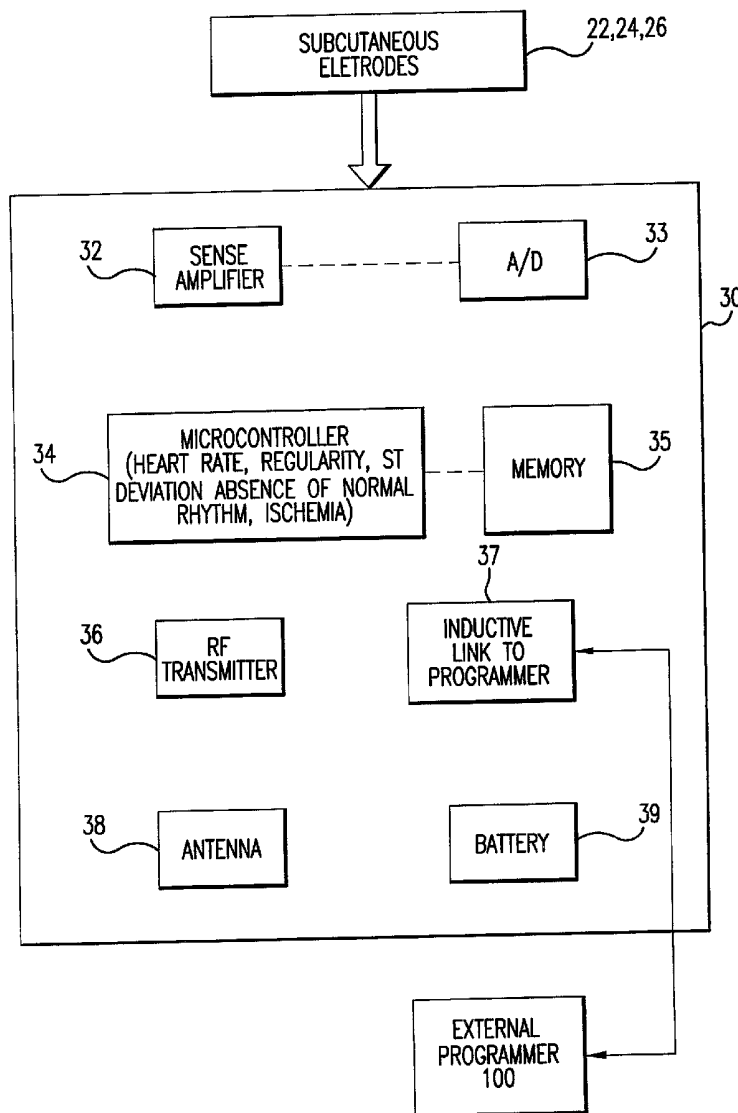 SUBCUTANEOUS
ELETRODES
22,24,26
32
SENSE
AMPLIFIER
A/D
33
30
34
MICROCONTROLLER
(HEART RATE, REGULARITY, ST
DEVIATION ABSENCE OF NORMAL
RHYTHM, ISCHEMIA)
MEMORY
35
36
RF
TRANSMITTER
37
INDUCTIVE
LINK TO
PROGRAMMER
38
ANTENNA
BATTERY
39
EXTERNAL
PROGRAMMER
100